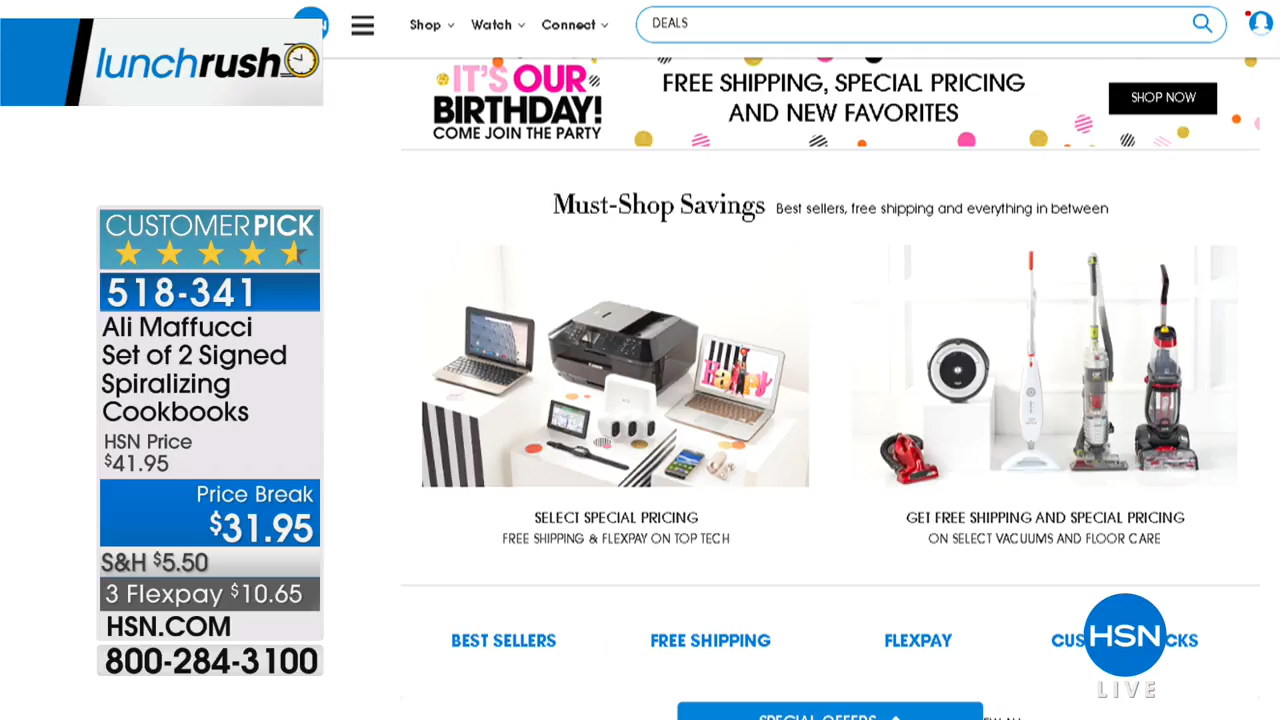 lunchrush
Shop
Watch
Connect
DEALS
IT'S OUR
BIRTHDAY!
COME JOIN THE PARTY
FREE SHIPPING, SPECIAL PRICING
AND NEW FAVORITES
SHOP NOW
Must-Shop Savings Best sellers, free shipping and everything in between
CUSTOMER PICK
518-341
Ali Maffucci
Set of 2 Signed
Spiralizing
Cookbooks
HSN Price
$41.95
Price Break
$31.95
S&H $5.50
3 Flexpay $10.65
HSN.COM
800-284-3100
SELECT SPECIAL PRICING
FREE SHIPPING & FLEXPAY ON TOP TECH
GET FREE SHIPPING AND SPECIAL PRICING
ON SELECT VACUUMS AND FLOOR CARE
BEST SELLERS
FREE SHIPPING
FLEXPAY
HSN
LIVE
SPECIAL OFFERS